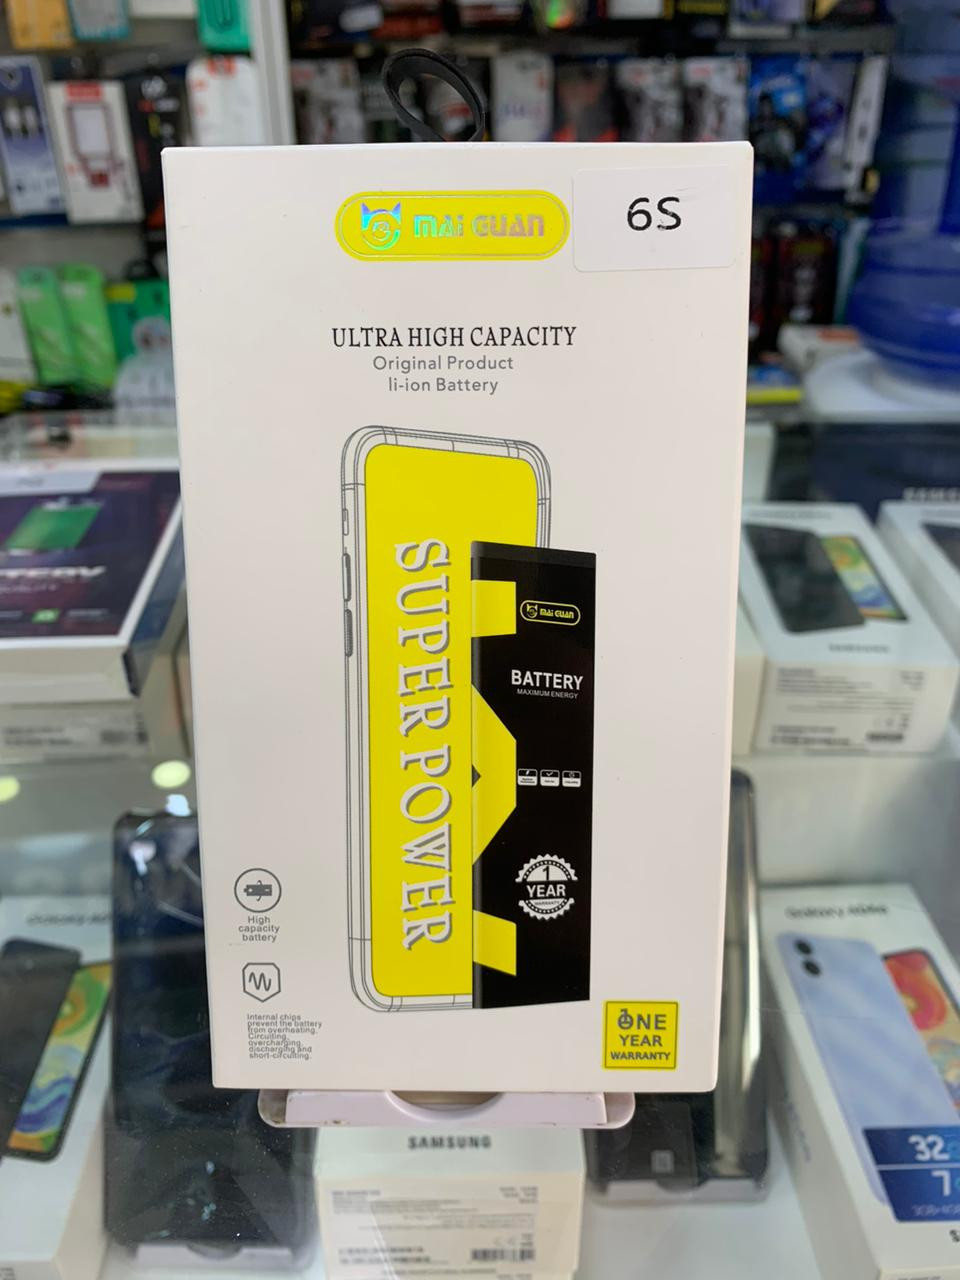 MAI GUAN
6S
ULTRA HIGH CAPACITY
Original Product
li-ion Battery
SUPER POWER
MAI GUAN
BATTERY
MAXIMUM ENERGY
1
YEAR
WARRANTY
High
capacity
battery
Internal chips
prevent the battery
from overheating,
Circuiting,
overcharging,
discharging and
short-circuiting.
ONE
YEAR
WARRANTY
SAMSUNG
32